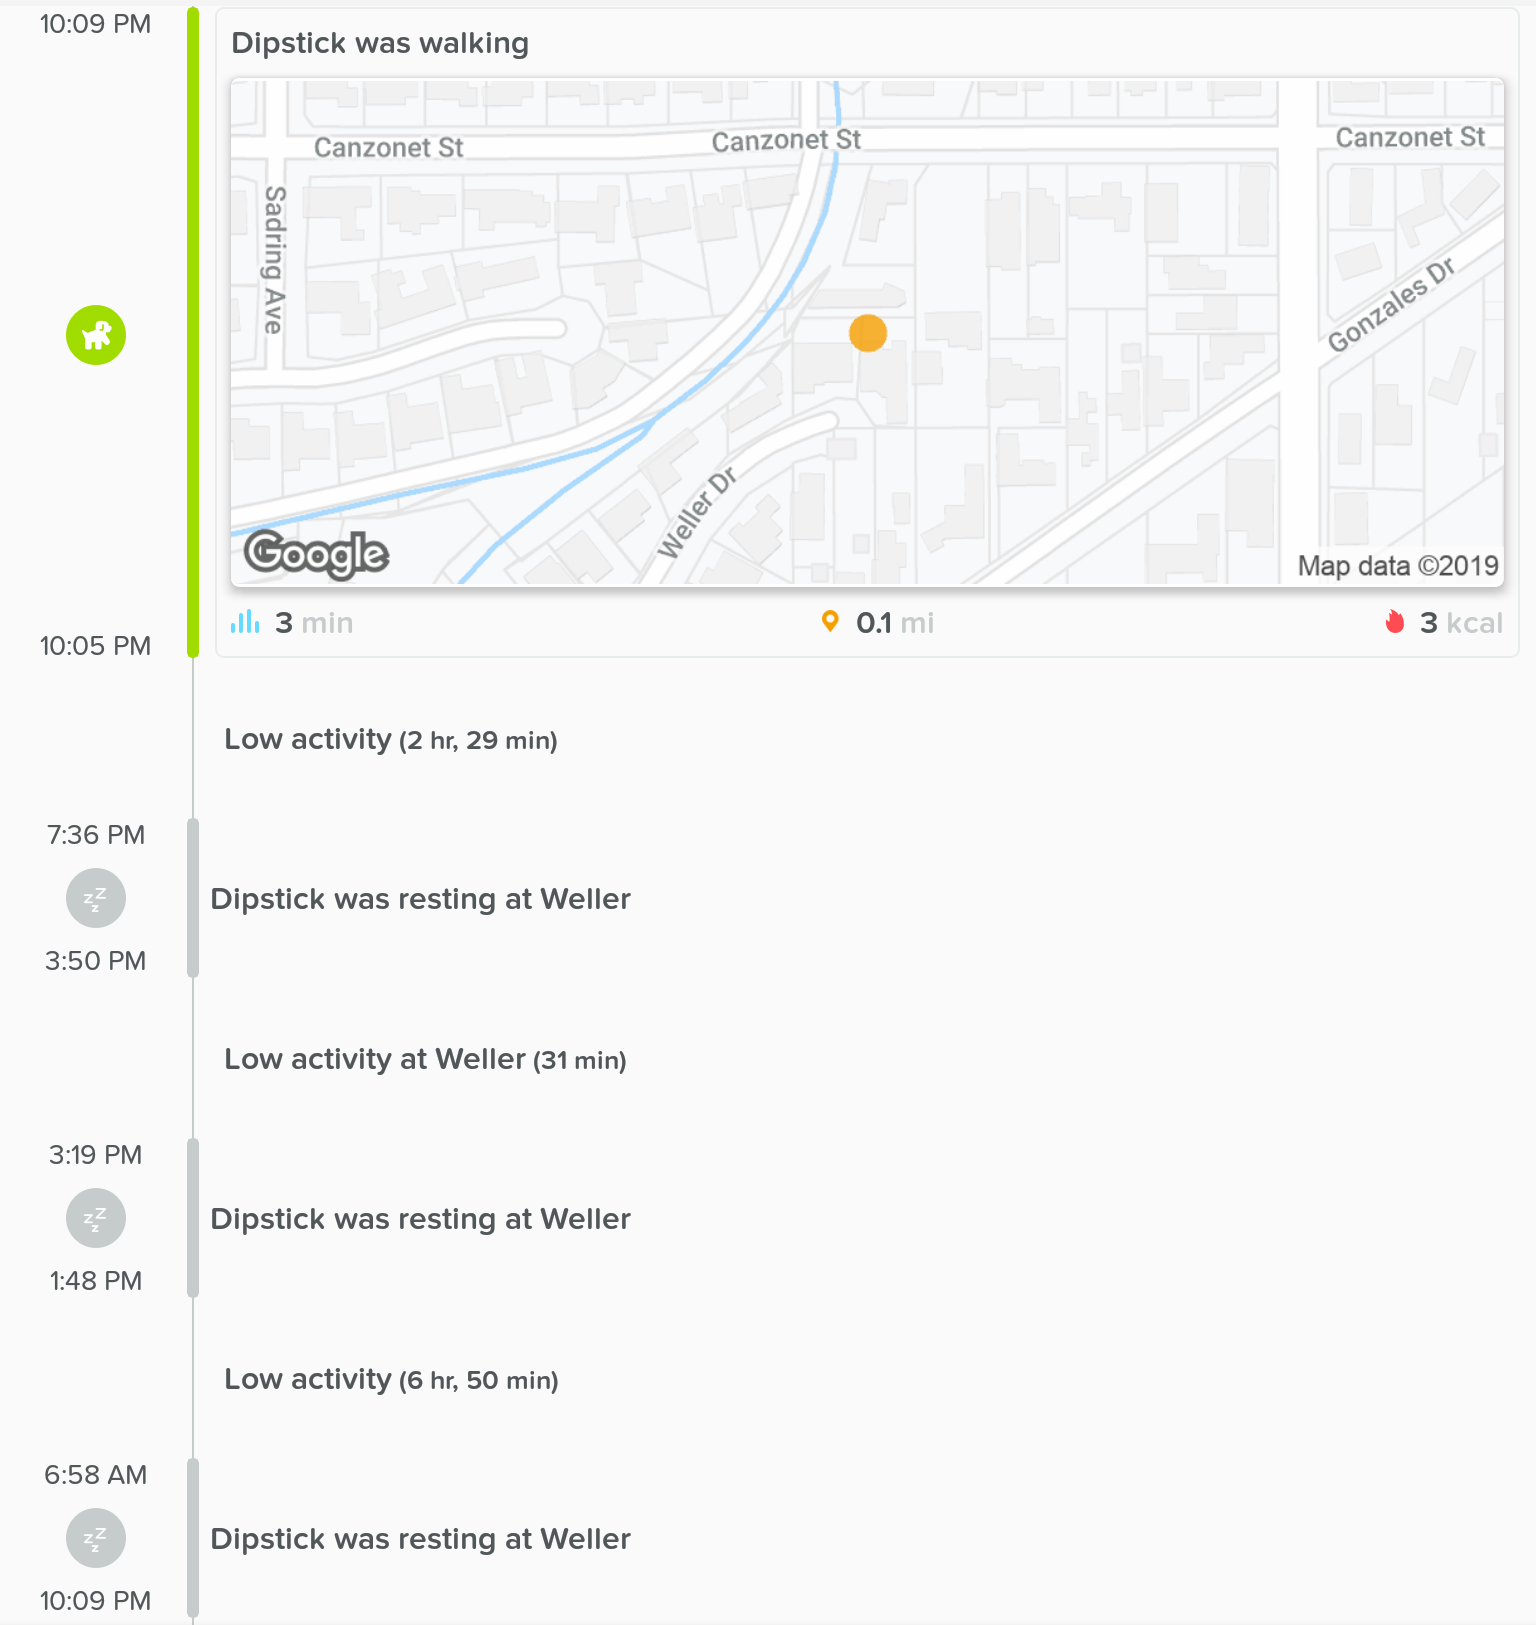 10:09 PM
Dipstick was walking
Canzonet St
Canzonet St
Canzonet St
Sadring Ave
Gonzales Dr
Weller Dr
Google
Map data ©2019
3 min
0.1 mi
3 kcal
10:05 PM
Low activity (2 hr, 29 min)
7:36 PM
zzz
Dipstick was resting at Weller
3:50 PM
Low activity at Weller (31 min)
3:19 PM
zzz
Dipstick was resting at Weller
1:48 PM
Low activity (6 hr, 50 min)
6:58 AM
zzz
Dipstick was resting at Weller
10:09 PM